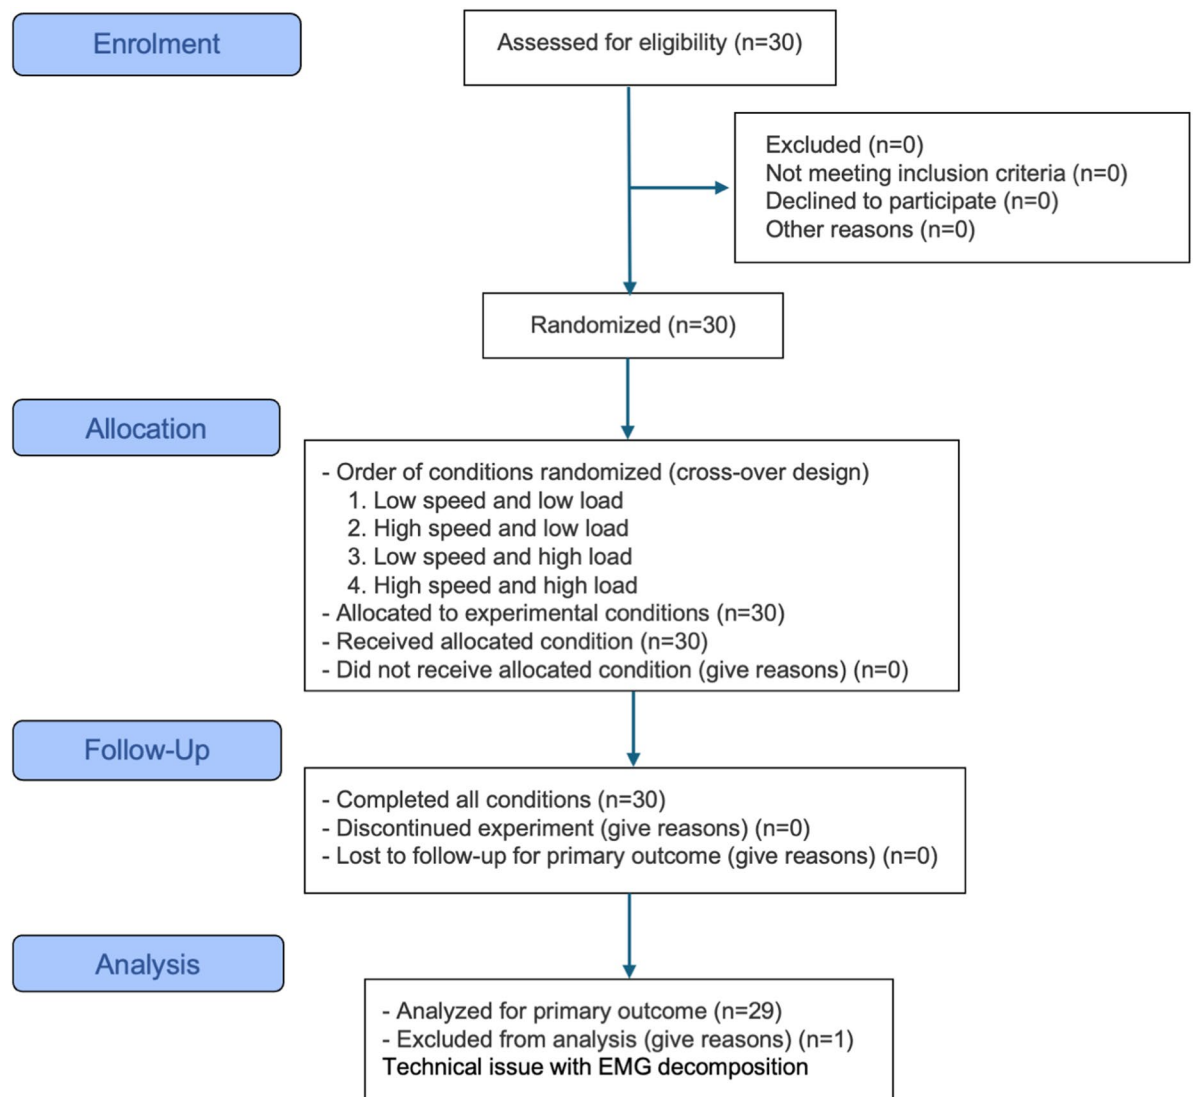 Enrolment
Assessed for eligibility (n=30)
Excluded (n=0)
Not meeting inclusion criteria (n=0)
Declined to participate (n=0)
Other reasons (n=0)
Randomized (n=30)
Allocation
- Order of conditions randomized (cross-over design)
1. Low speed and low load
2. High speed and low load
3. Low speed and high load
4. High speed and high load
- Allocated to experimental conditions (n=30)
- Received allocated condition (n=30)
- Did not receive allocated condition (give reasons) (n=0)
Follow-Up
- Completed all conditions (n=30)
- Discontinued experiment (give reasons) (n=0)
- Lost to follow-up for primary outcome (give reasons) (n=0)
Analysis
- Analyzed for primary outcome (n=29)
- Excluded from analysis (give reasons) (n=1)
Technical issue with EMG decomposition